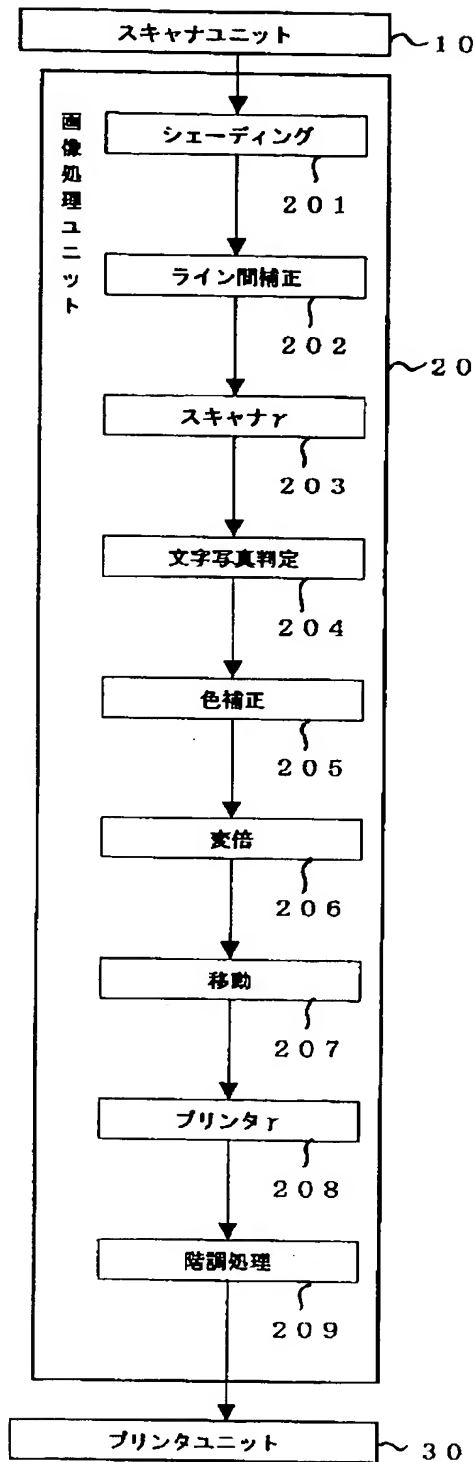 スキャナユニット
10
画像処理ユニット
シェーディング
201
ライン間補正
202
20
スキャナγ
203
文字写真判定
204
色補正
205
変倍
206
移動
207
プリンタγ
208
階調処理
209
プリンタユニット
30